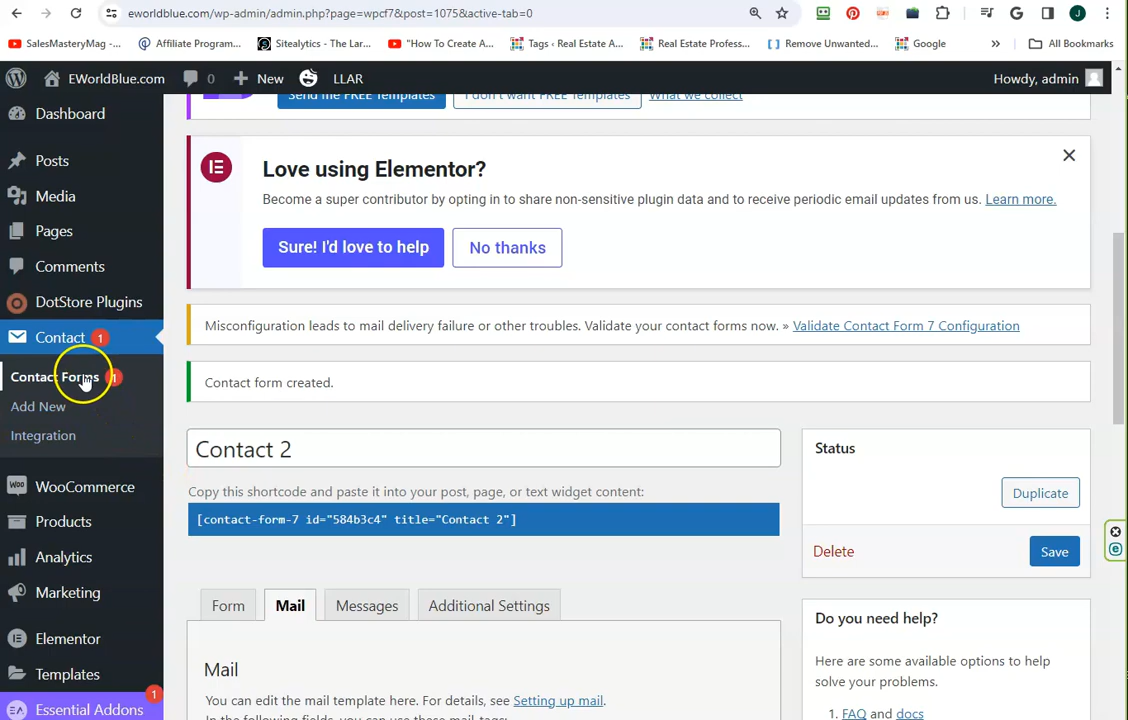 eworldblue.com/wp-admin/admin.php?page=wpcf7&post=1075&active-tab=0
J
SalesMasteryMag -...
Affiliate Program...
Sitealytics - The Lar...
"How To Create A...
Tags ‹ Real Estate A...
Real Estate Profess...
Remove Unwanted...
Google
»
All Bookmarks
EWorldBlue.com
0
New
LLAR
Howdy, admin
Dashboard
Posts
Media
Pages
Comments
DotStore Plugins
Contact 1
Contact Forms 1
Add New
Integration
WooCommerce
Products
Analytics
Marketing
Elementor
Templates
Essential Addons
1
Send me FREE Templates
I don't want FREE Templates
What we collect
Love using Elementor?
Become a super contributor by opting in to share non-sensitive plugin data and to receive periodic email updates from us. Learn more.
Sure! I'd love to help
No thanks
Misconfiguration leads to mail delivery failure or other troubles. Validate your contact forms now. » Validate Contact Form 7 Configuration
Contact form created.
Contact 2
Copy this shortcode and paste it into your post, page, or text widget content:
[contact-form-7 id="584b3c4" title="Contact 2"]
Form
Mail
Messages
Additional Settings
Mail
You can edit the mail template here. For details, see Setting up mail.
In the following fields, you can use these mail-tags:
Status
Duplicate
Delete
Save
Do you need help?
Here are some available options to help
solve your problems.
1. FAQ and docs